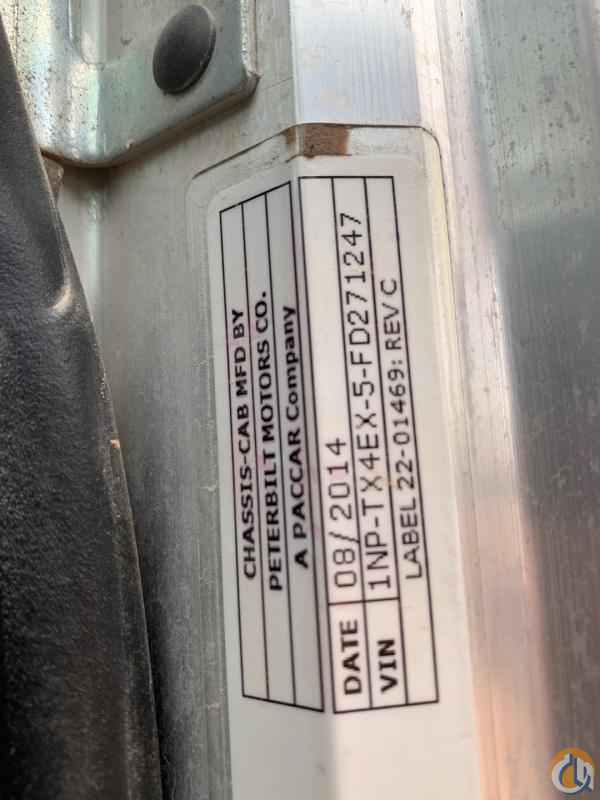 CHASSIS-CAB MFD BY
PETERBILT MOTORS CO.
A PACCAR Company
DATE 08/2014
VIN 1NP-TX4EX-5-FD271247
LABEL 22-01469: REV C